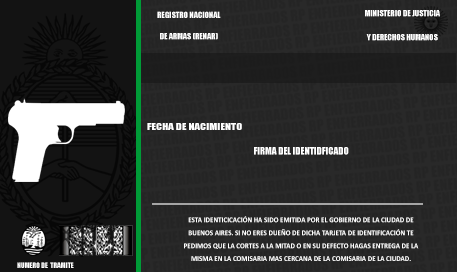 REGISTRO NACIONAL
DE ARMAS (RENAR)
MINISTERIO DE JUSTICIA
Y DERECHOS HUMANOS
FECHA DE NACIMIENTO
FIRMA DEL IDENTIDFICADO
ESTA IDENTICICACIÓN HA SIDO EMITIDA POR EL GOBIERNO DE LA CIUDAD DE
BUENOS AIRES. SI NO ERES DUEÑO DE DICHA TARJETA DE IDENTIFICACIÓN TE
PEDIMOS QUE LA CORTES A LA MITAD O EN SU DEFECTO HAGAS ENTREGA DE LA
MISMA EN LA COMISARIA MAS CERCANA DE LA COMISARIA DE LA CIUDAD.
NUMERO DE TRAMITE